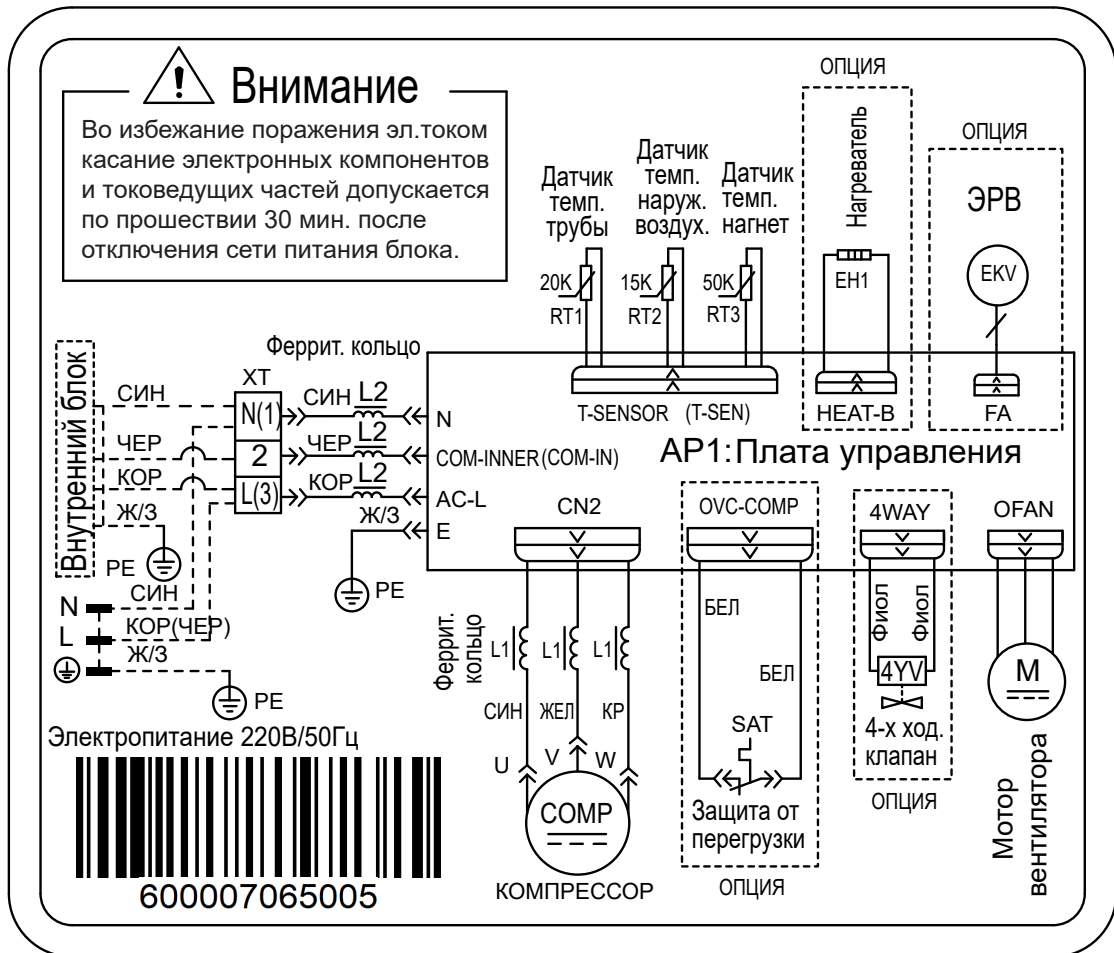 Внимание
Во избежание поражения эл.током
касание электронных компонентов
и токоведущих частей допускается
по прошествии 30 мин. после
отключения сети питания блока.
ОПЦИЯ
Нагреватель
EH1
HEAT-B
ОПЦИЯ
ЭРВ
EKV
FA
Датчик
темп.
трубы
Датчик
темп.
наруж.
воздух.
Датчик
темп.
нагнет
20K
RT1
15K
RT2
50K
RT3
T-SENSOR (T-SEN)
AP1:Плата управления
Феррит. кольцо
Внутренний блок
СИН
ЧЕР
КОР
Ж/З
PE
XT
N(1)
2
L(3)
СИН L2
ЧЕР L2
КОР L2
Ж/З
N
COM-INNER(COM-IN)
AC-L
E
PE
N
L
СИН
КОР(ЧЕР)
Ж/З
PE
Электропитание 220В/50Гц
600007065005
CN2
Феррит.
кольцо
L1
L1
L1
СИН
ЖЕЛ
КР
U
V
W
COMP
КОМПРЕССОР
OVC-COMP
БЕЛ
БЕЛ
SAT
Защита от
перегрузки
ОПЦИЯ
4WAY
Фиол
Фиол
4YV
4-х ход.
клапан
ОПЦИЯ
OFAN
M
Мотор
вентилятора